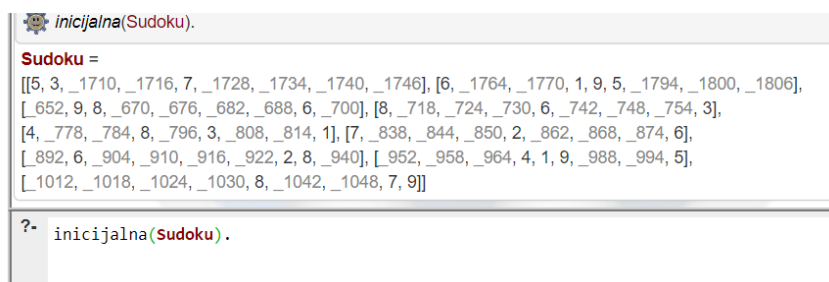 inicijalna(Sudoku).
Sudoku =
[[5, 3, _1710, _1716, 7, _1728, _1734, _1740, _1746], [6, _1764, _1770, 1, 9, 5, _1794, _1800, _1806],
[_652, 9, 8, _670, _676, _682, _688, 6, _700], [8, _718, _724, _730, 6, _742, _748, _754, 3],
[4, _778, _784, 8, _796, 3, _808, _814, 1], [7, _838, _844, _850, 2, _862, _868, _874, 6],
[_892, 6, _904, _910, _916, _922, 2, 8, _940], [_952, _958, _964, 4, 1, 9, _988, _994, 5],
[_1012, _1018, _1024, _1030, 8, _1042, _1048, 7, 9]]
?- inicijalna(Sudoku).